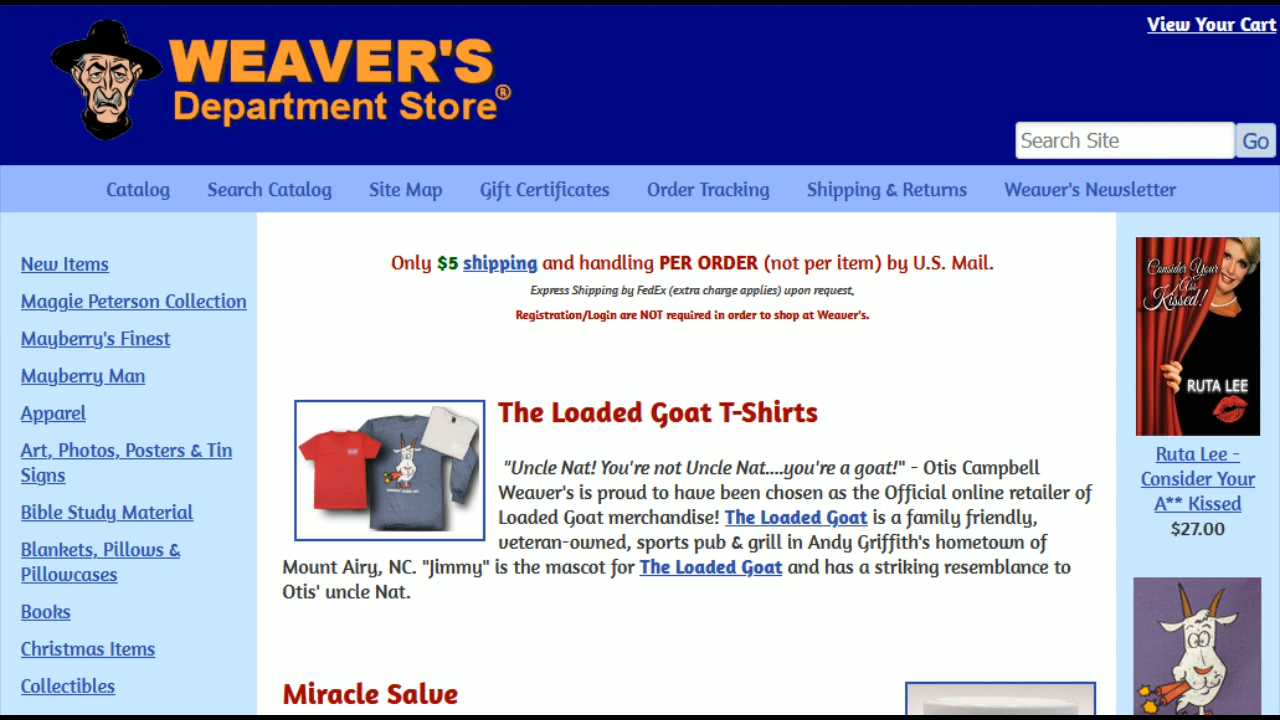 View Your Cart
WEAVER'S
Department Store®
Search Site
Go
Catalog
Search Catalog
Site Map
Gift Certificates
Order Tracking
Shipping & Returns
Weaver's Newsletter
New Items
Maggie Peterson Collection
Mayberry's Finest
Mayberry Man
Apparel
Art, Photos, Posters & Tin
Signs
Bible Study Material
Blankets, Pillows &
Pillowcases
Books
Christmas Items
Collectibles
Only $5 shipping and handling PER ORDER (not per item) by U.S. Mail.
Express Shipping by FedEx (extra charge applies) upon request.
Registration/Login are NOT required in order to shop at Weaver's.
The Loaded Goat T-Shirts
"Uncle Nat! You're not Uncle Nat....you're a goat!" - Otis Campbell
Weaver's is proud to have been chosen as the Official online retailer of
Loaded Goat merchandise! The Loaded Goat is a family friendly,
veteran-owned, sports pub & grill in Andy Griffith's hometown of
Mount Airy, NC. "Jimmy" is the mascot for The Loaded Goat and has a striking resemblance to
Otis' uncle Nat.
Miracle Salve
Consider Your
Ass
Kissed!
RUTA LEE
Ruta Lee -
Consider Your
A** Kissed
$27.00